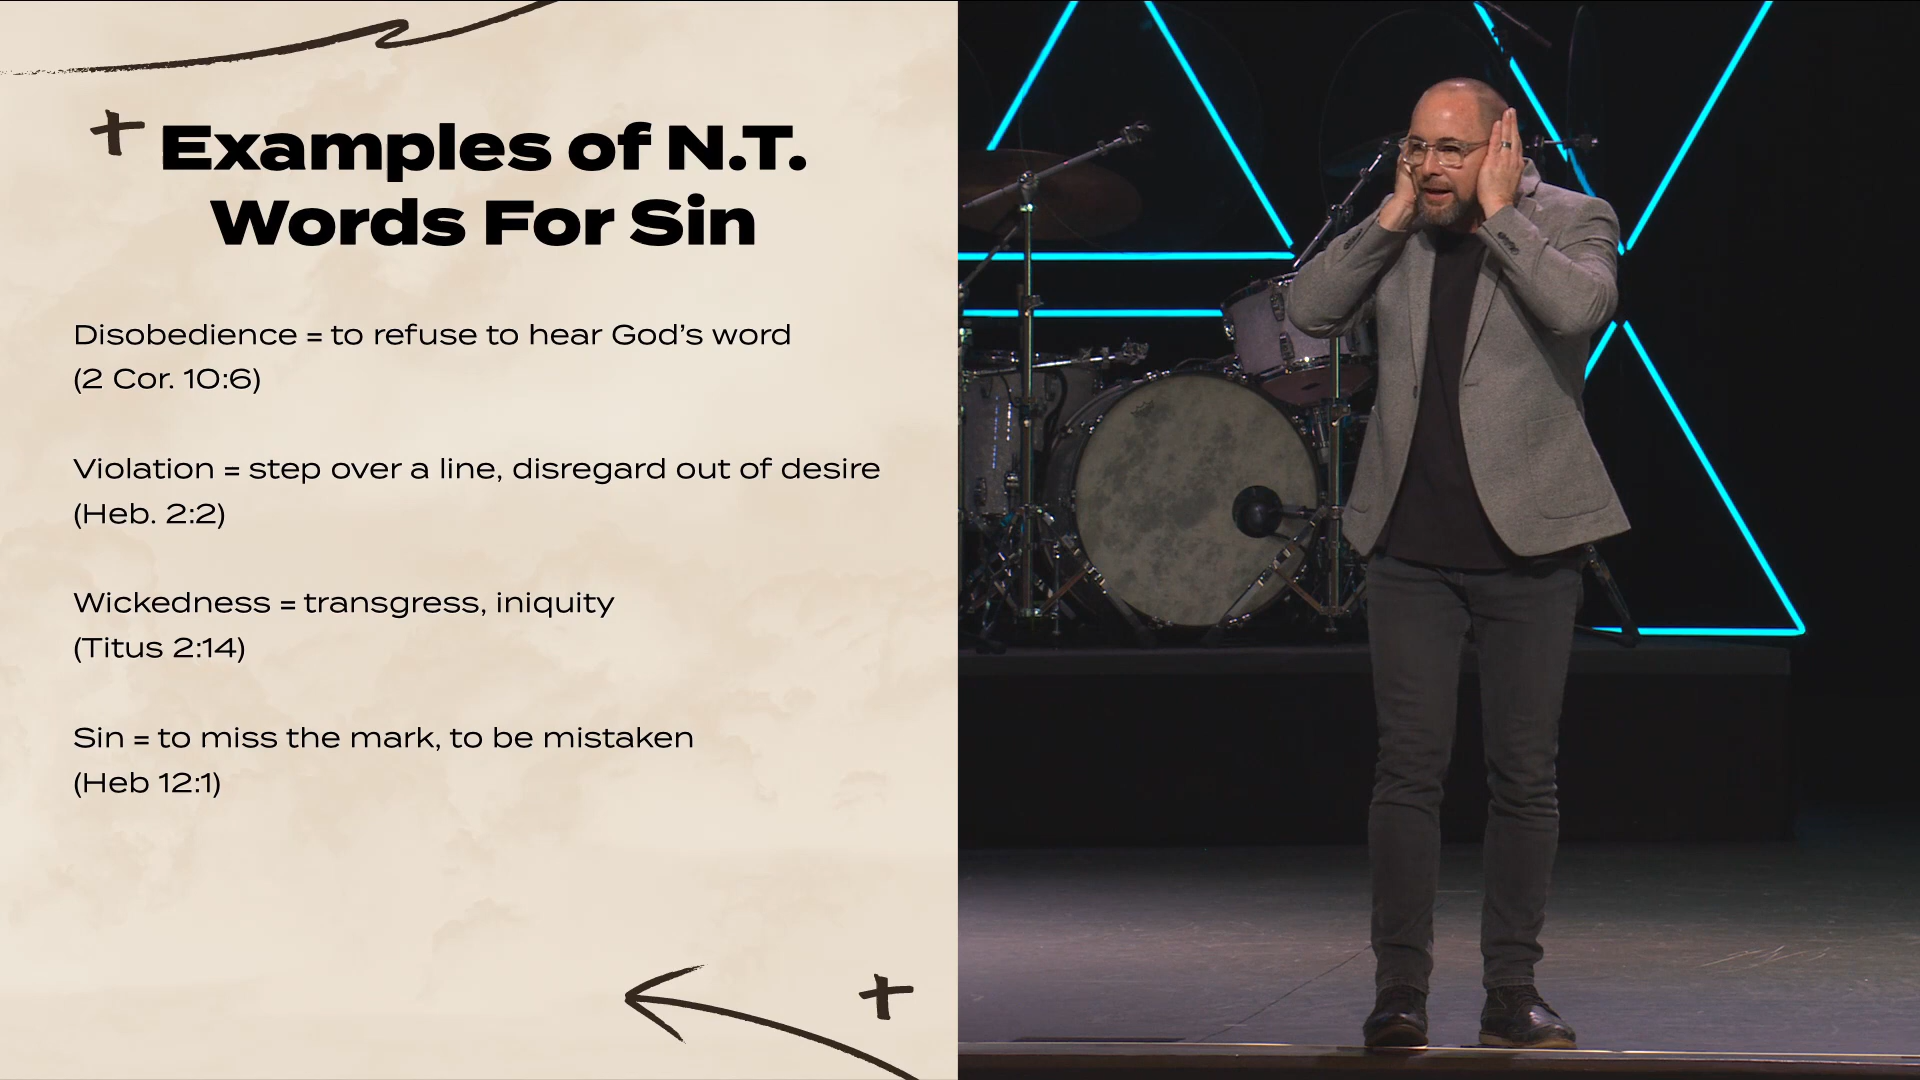 Examples of N.T.
Words For Sin
Disobedience = to refuse to hear God’s word
(2 Cor. 10:6)
Violation = step over a line, disregard out of desire
(Heb. 2:2)
Wickedness = transgress, iniquity
(Titus 2:14)
Sin = to miss the mark, to be mistaken
(Heb 12:1)